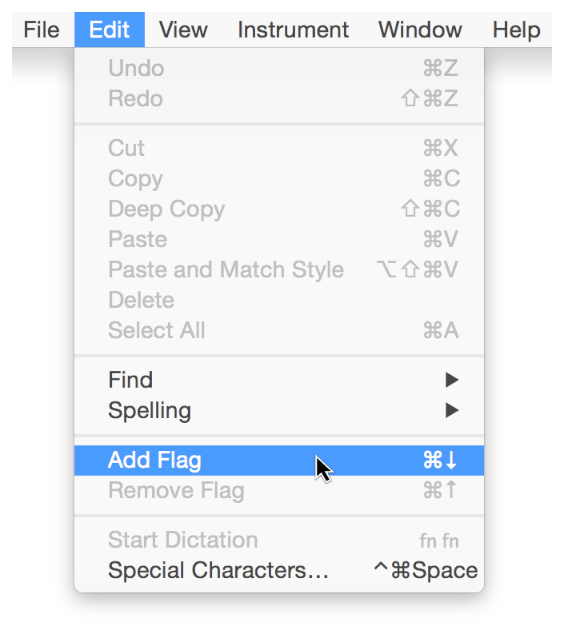 File Edit View Instrument Window Help
Undo ⌘Z
Redo ⇧⌘Z
Cut ⌘X
Copy ⌘C
Deep Copy ⇧⌘C
Paste ⌘V
Paste and Match Style ⌥⇧⌘V
Delete
Select All ⌘A
Find ▶
Spelling ▶
Add Flag ⌘↓
Remove Flag ⌘↑
Start Dictation fn fn
Special Characters... ^⌘Space